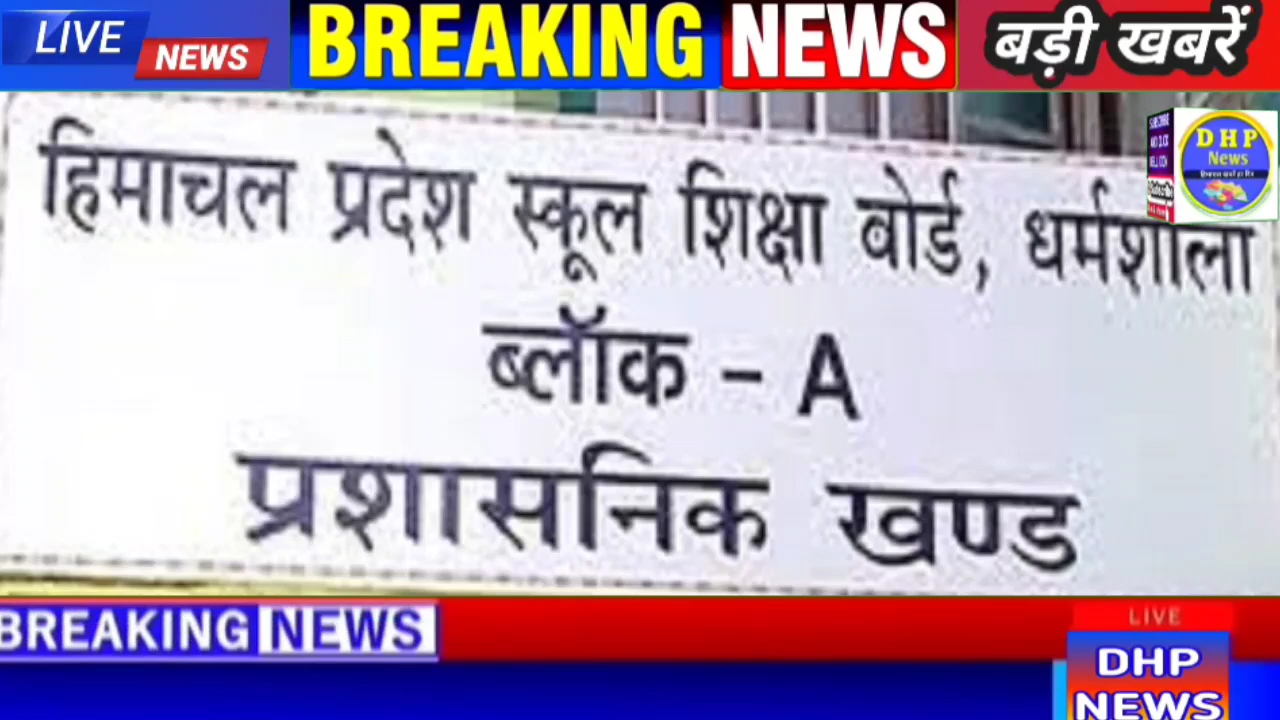 LIVE NEWS BREAKING NEWS बड़ी खबरें
हिमाचल प्रदेश स्कूल शिक्षा बोर्ड, धर्मशाला
ब्लॉक – A
प्रशासनिक खण्ड
DHP
News
BREAKING NEWS
LIVE
DHP
NEWS